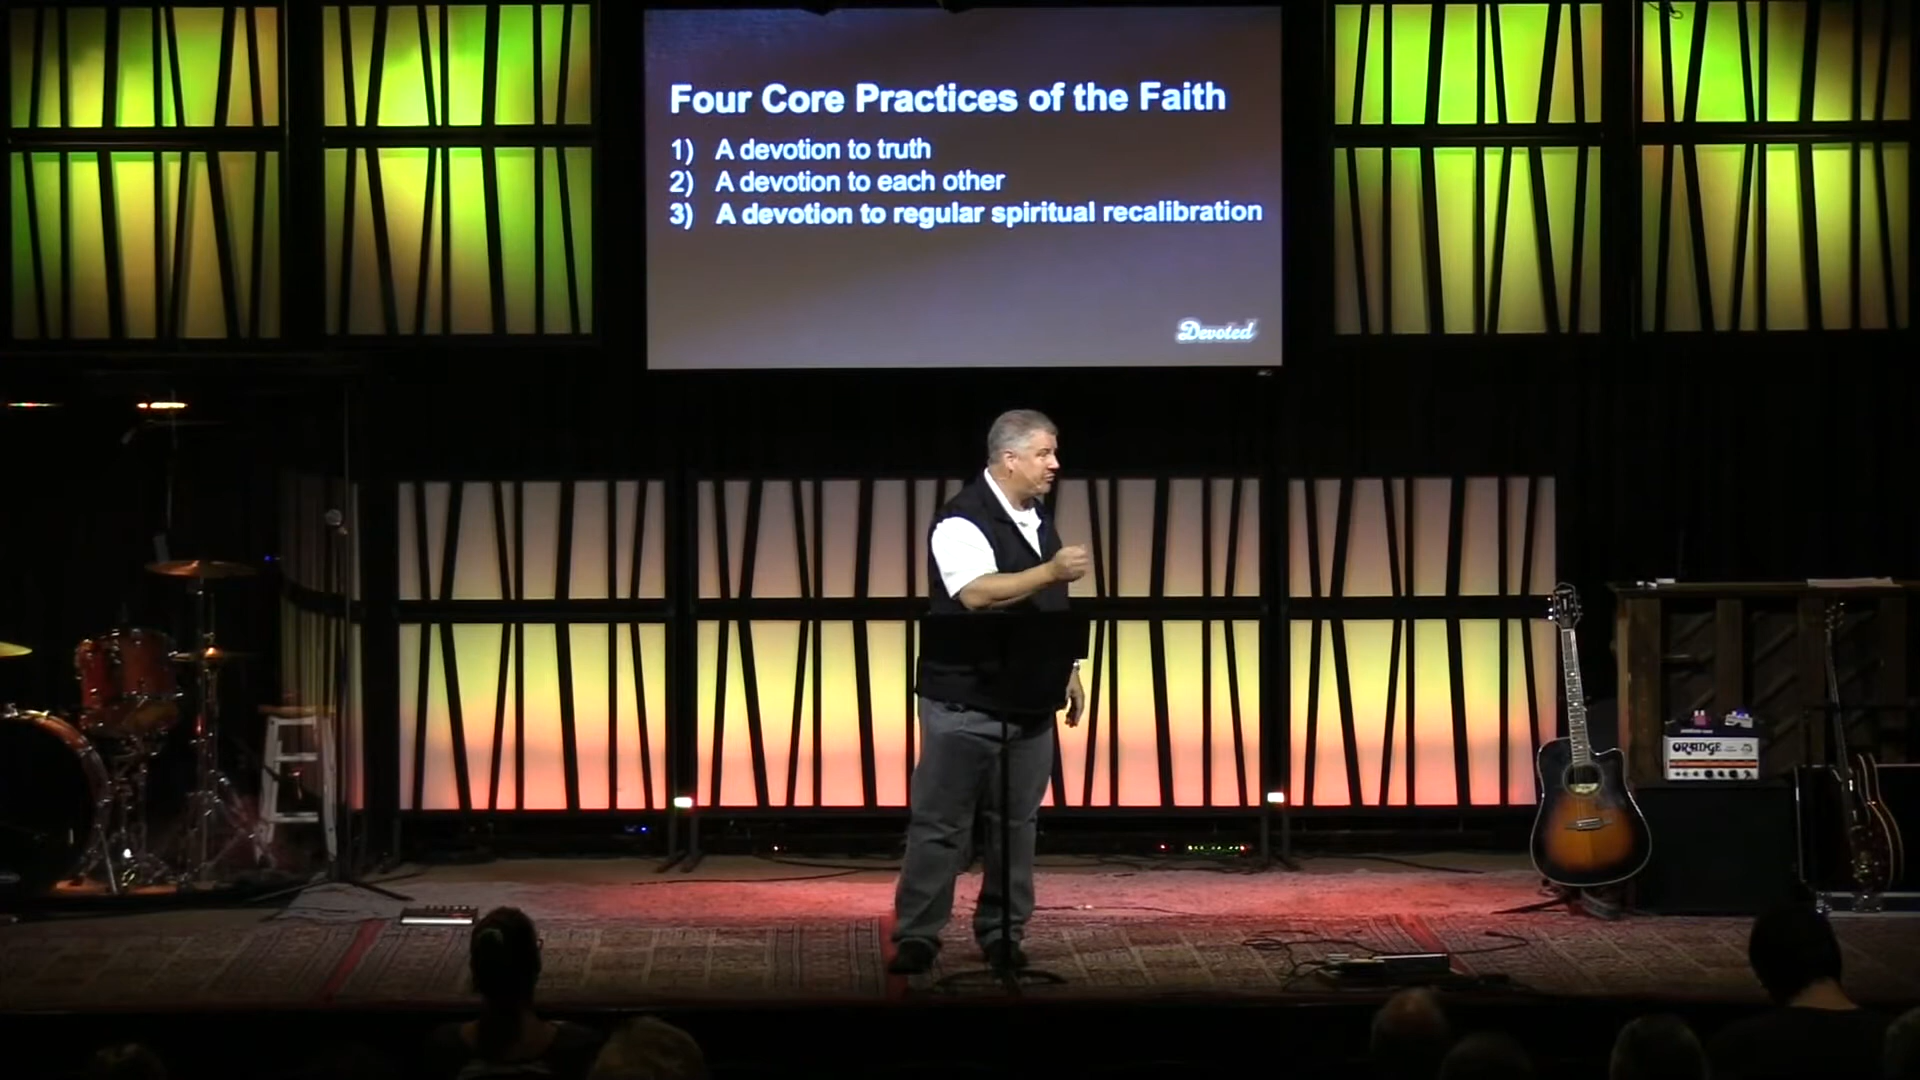 Four Core Practices of the Faith
1) A devotion to truth
2) A devotion to each other
3) A devotion to regular spiritual recalibration
Devoted
ORANGE